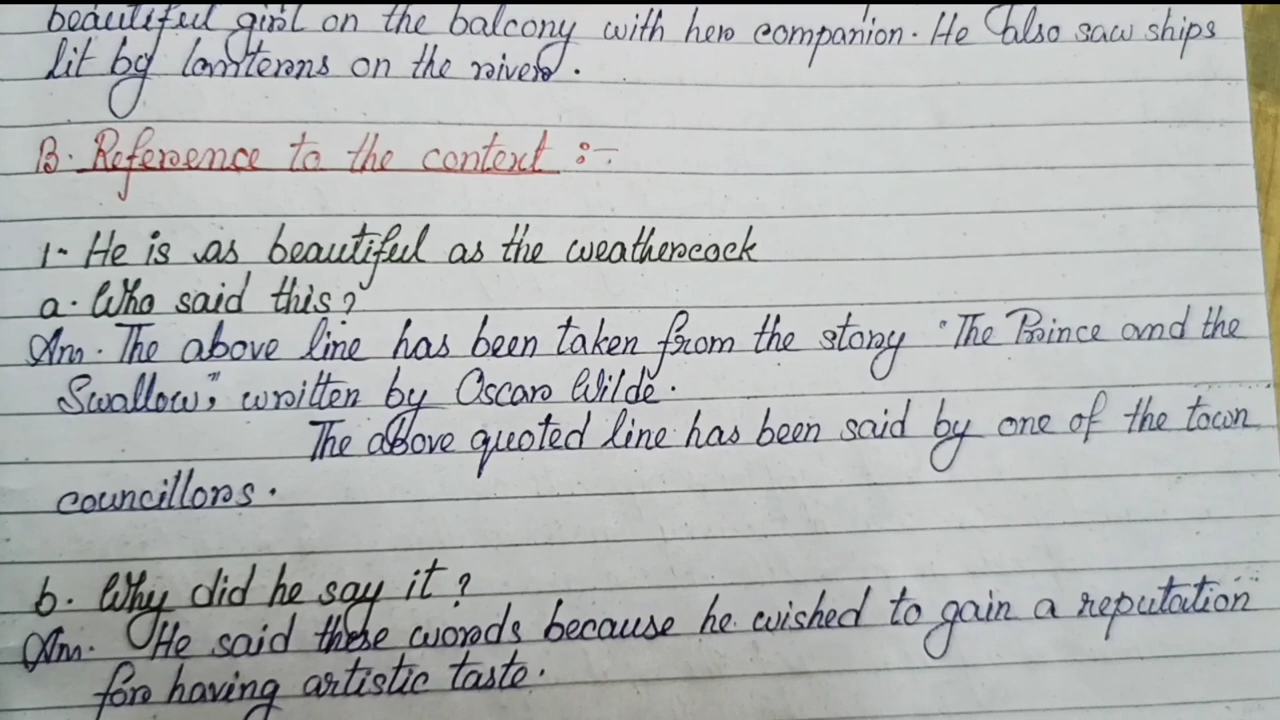 beautiful girl on the balcony with her companion. He also saw ships
lit by lanterns on the river.
B. Reference to the context :-
1- He is as beautiful as the weathercock
a. Who said this?
Ans. The above line has been taken from the story "The Prince and the
Swallow", written by Oscar Wilde.
The above quoted line has been said by one of the town
councillors.
b. Why did he say it?
Ans. He said these words because he wished to gain a reputation
for having artistic taste.